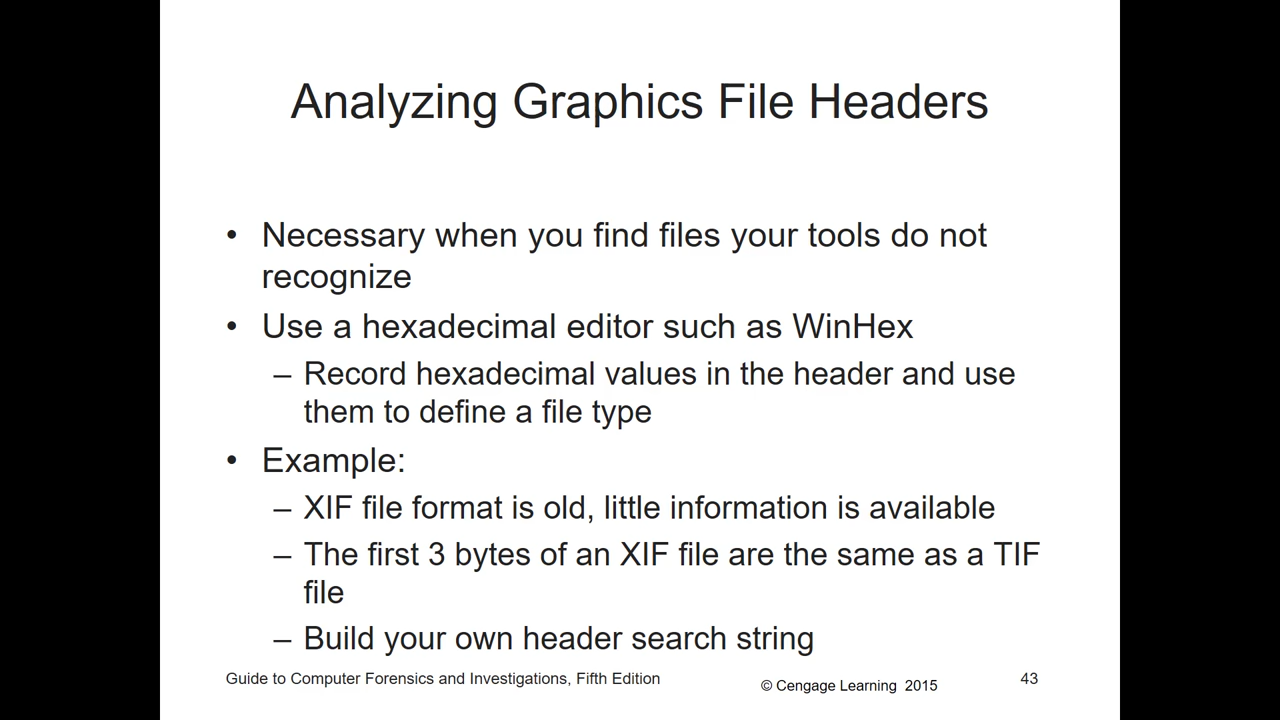 Analyzing Graphics File Headers
• Necessary when you find files your tools do not
recognize
• Use a hexadecimal editor such as WinHex
– Record hexadecimal values in the header and use
them to define a file type
• Example:
– XIF file format is old, little information is available
– The first 3 bytes of an XIF file are the same as a TIF
file
– Build your own header search string
Guide to Computer Forensics and Investigations, Fifth Edition
© Cengage Learning 2015
43